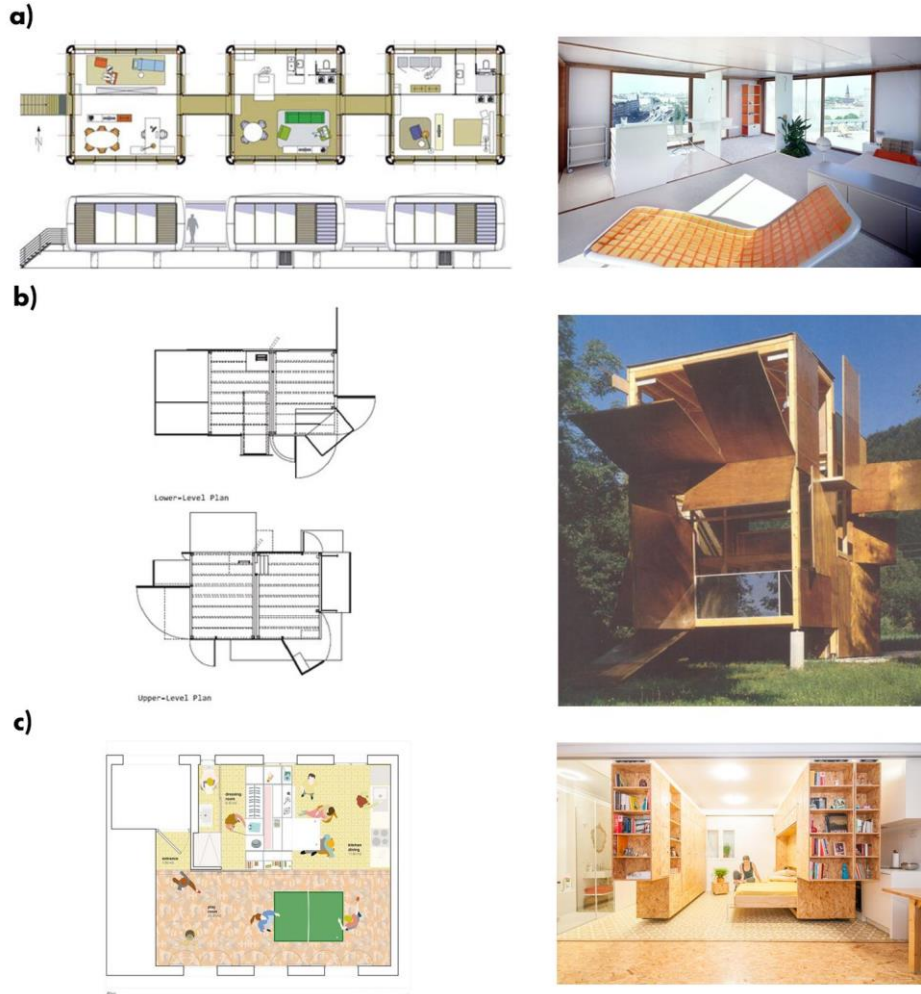 a)
N
b)
Lower-Level Plan
Upper-Level Plan
c)
dressing
room
kitchen
dining
entrance
play
room